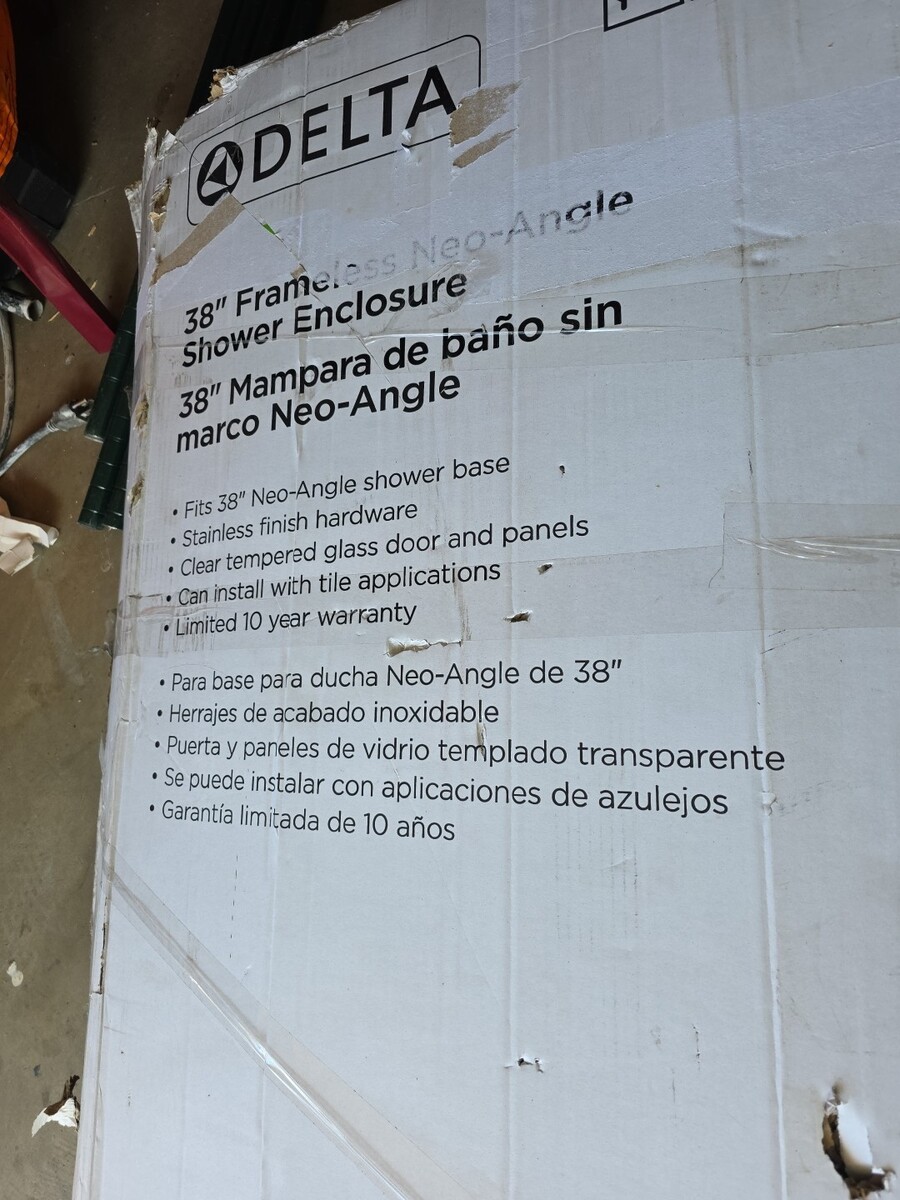 DELTA
38" Frameless Neo-Angle
Shower Enclosure
38" Mampara de baño sin
marco Neo-Angle
• Fits 38" Neo-Angle shower base
• Stainless finish hardware
• Clear tempered glass door and panels
• Can install with tile applications
• Limited 10 year warranty
• Para base para ducha Neo-Angle de 38"
• Herrajes de acabado inoxidable
• Puerta y paneles de vidrio templado transparente
• Se puede instalar con aplicaciones de azulejos
• Garantía limitada de 10 años